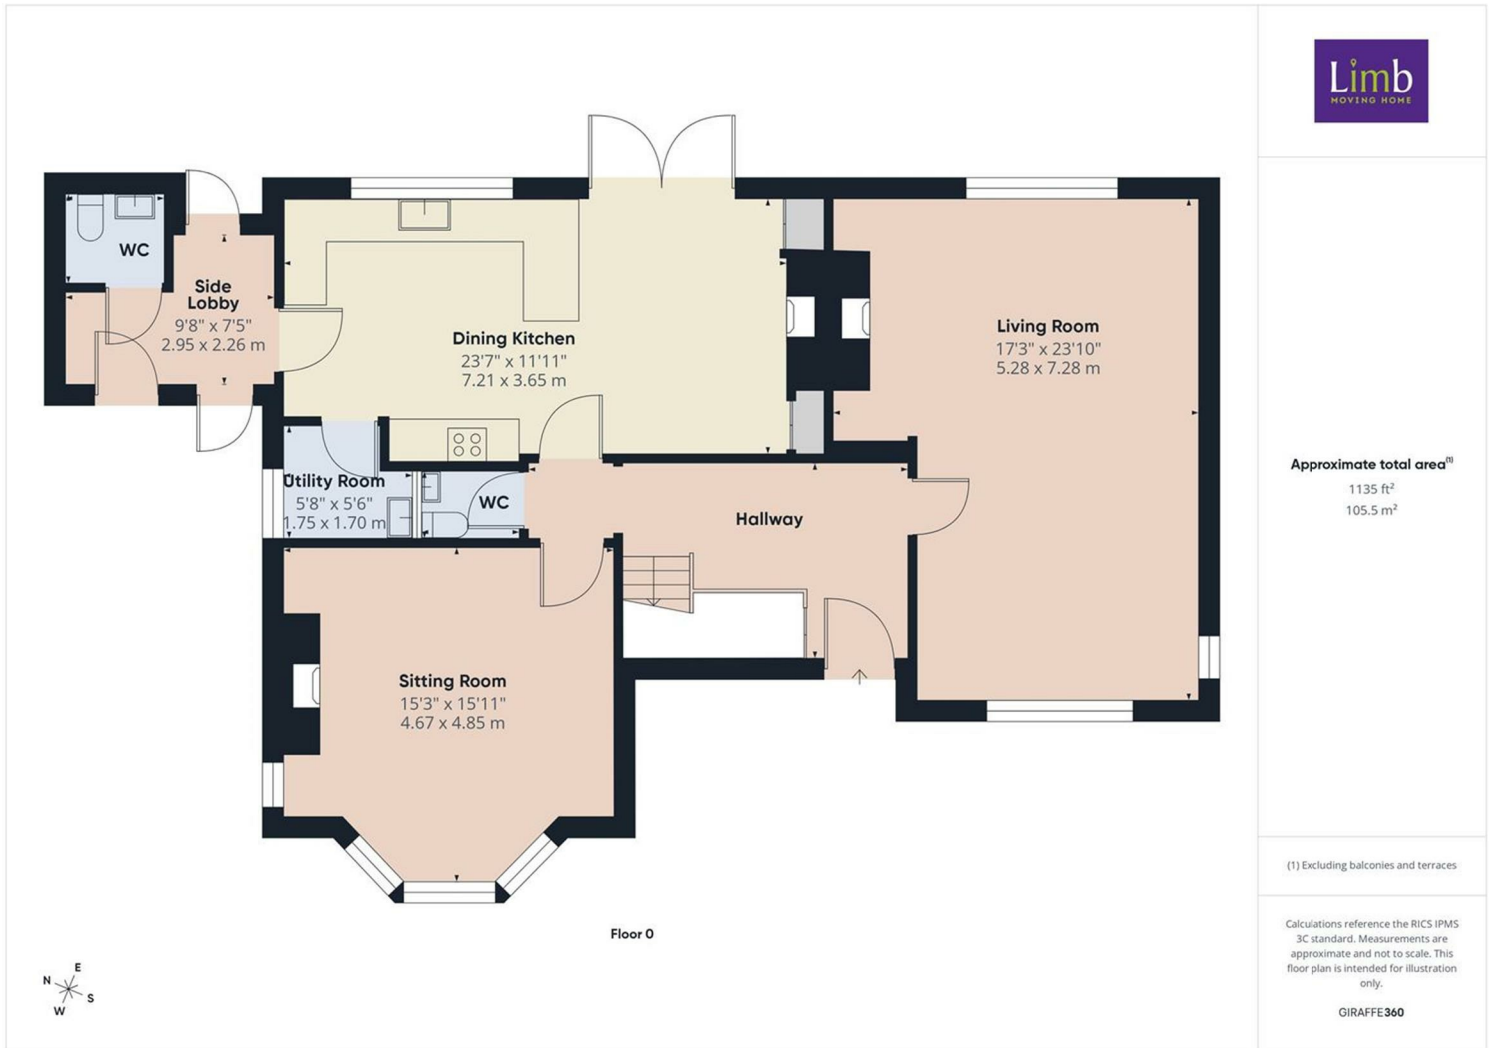 Limb
MOVING HOME
WC
Side
Lobby
9'8" x 7'5"
2.95 x 2.26 m
Dining Kitchen
23'7" x 11'11"
7.21 x 3.65 m
Living Room
17'3" x 23'10"
5.28 x 7.28 m
Utility Room
5'8" x 5'6"
1.75 x 1.70 m
WC
Hallway
Sitting Room
15'3" x 15'11"
4.67 x 4.85 m
Floor 0
N
E
S
W
Approximate total area(1)
1135 ft²
105.5 m²
(1) Excluding balconies and terraces
Calculations reference the RICS IPMS
3C standard. Measurements are
approximate and not to scale. This
floor plan is intended for illustration
only.
GIRAFFE360